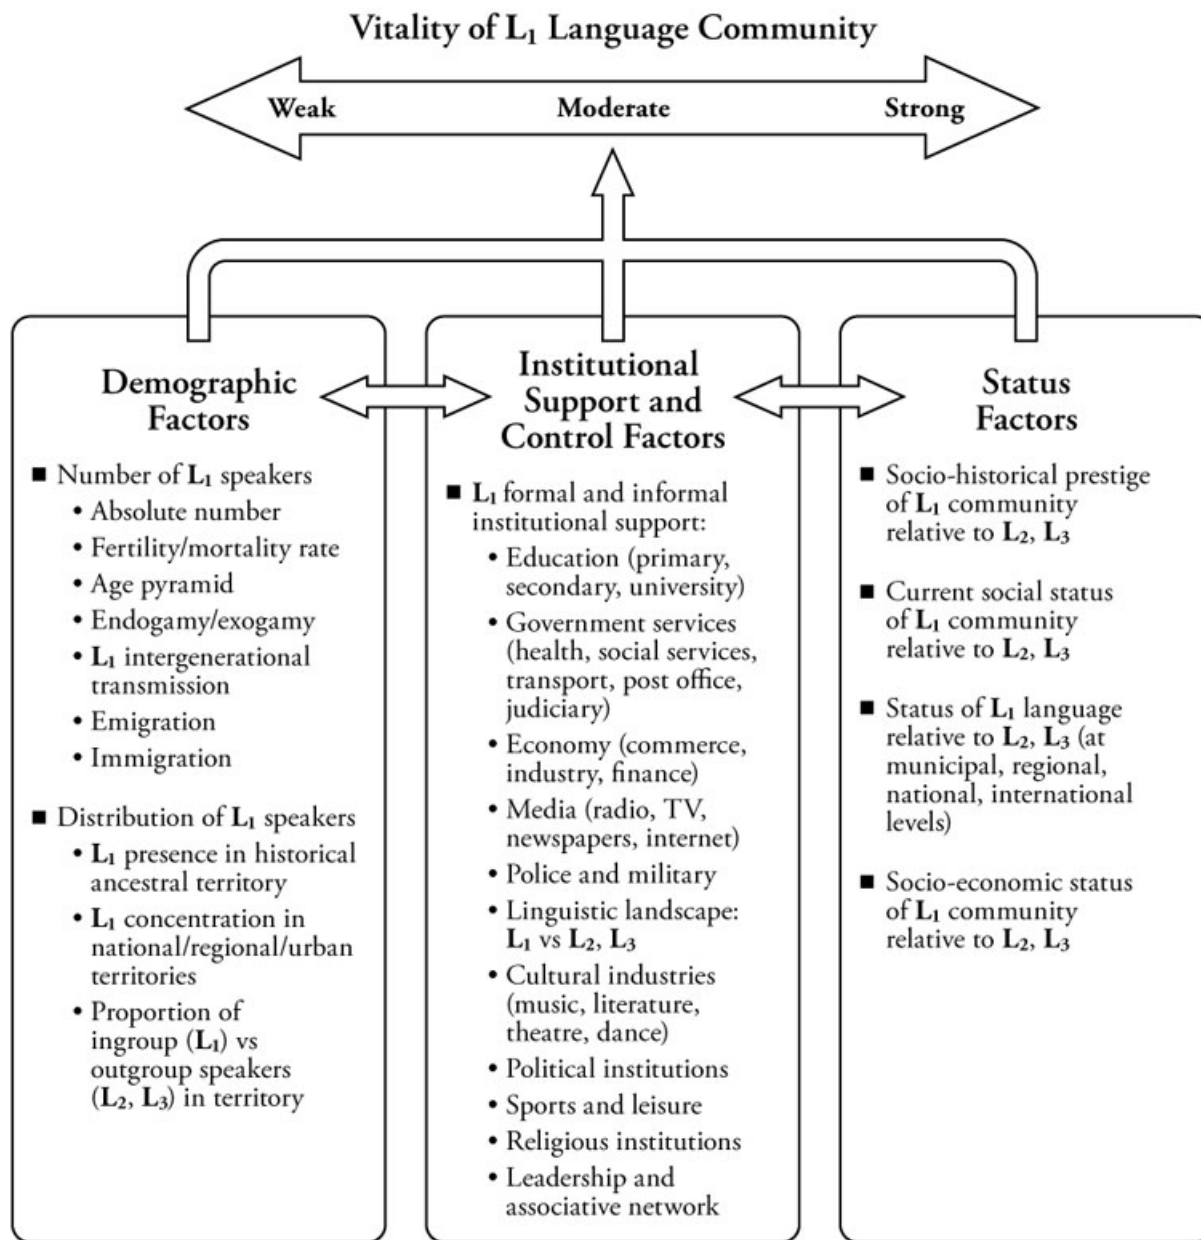 Vitality of L₁ Language Community
Weak Moderate Strong
Demographic
Factors
■ Number of L₁ speakers
• Absolute number
• Fertility/mortality rate
• Age pyramid
• Endogamy/exogamy
• L₁ intergenerational
transmission
• Emigration
• Immigration
■ Distribution of L₁ speakers
• L₁ presence in historical
ancestral territory
• L₁ concentration in
national/regional/urban
territories
• Proportion of
ingroup (L₁) vs
outgroup speakers
(L₂, L₃) in territory
Institutional
Support and
Control Factors
■ L₁ formal and informal
institutional support:
• Education (primary,
secondary, university)
• Government services
(health, social services,
transport, post office,
judiciary)
• Economy (commerce,
industry, finance)
• Media (radio, TV,
newspapers, internet)
• Police and military
• Linguistic landscape:
L₁ vs L₂, L₃
• Cultural industries
(music, literature,
theatre, dance)
• Political institutions
• Sports and leisure
• Religious institutions
• Leadership and
associative network
Status
Factors
■ Socio-historical prestige
of L₁ community
relative to L₂, L₃
■ Current social status
of L₁ community
relative to L₂, L₃
■ Status of L₁ language
relative to L₂, L₃ (at
municipal, regional,
national, international
levels)
■ Socio-economic status
of L₁ community
relative to L₂, L₃